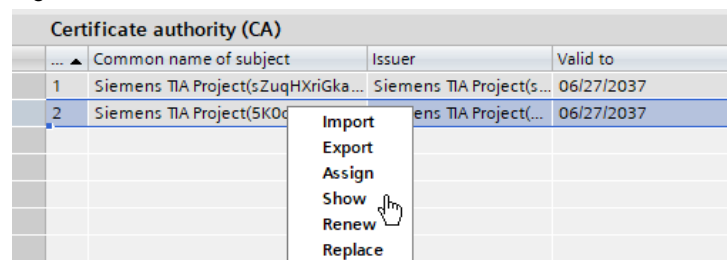 Certificate authority (CA)
... Common name of subject Issuer Valid to
1 Siemens TIA Project(sZuqHXriGka... Siemens TIA Project(s... 06/27/2037
2 Siemens TIA Project(5K0 ens TIA Project(... 06/27/2037
Import
Export
Assign
Show
Renew
Replace